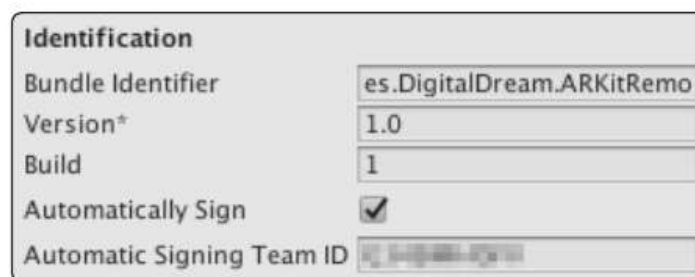 Identification
Bundle Identifier es.DigitalDream.ARKitRemo
Version* 1.0
Build 1
Automatically Sign
Automatic Signing Team ID